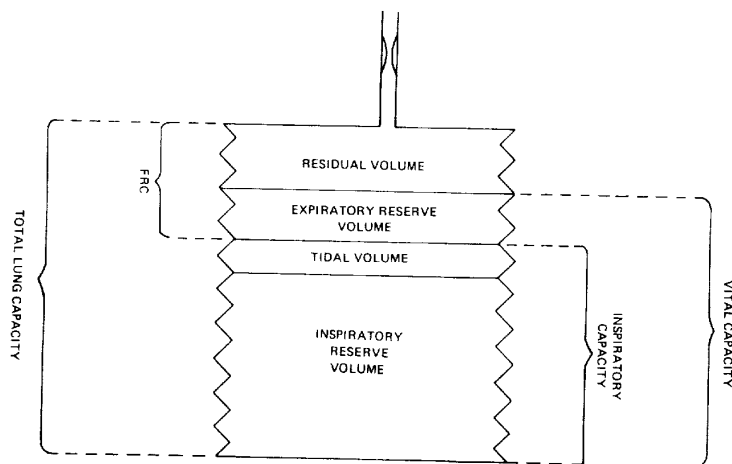 RESIDUAL VOLUME
EXPIRATORY RESERVE
VOLUME
TIDAL VOLUME
INSPIRATORY
RESERVE
VOLUME
FRC
TOTAL LUNG CAPACITY
INSPIRATORY
CAPACITY
VITAL CAPACITY